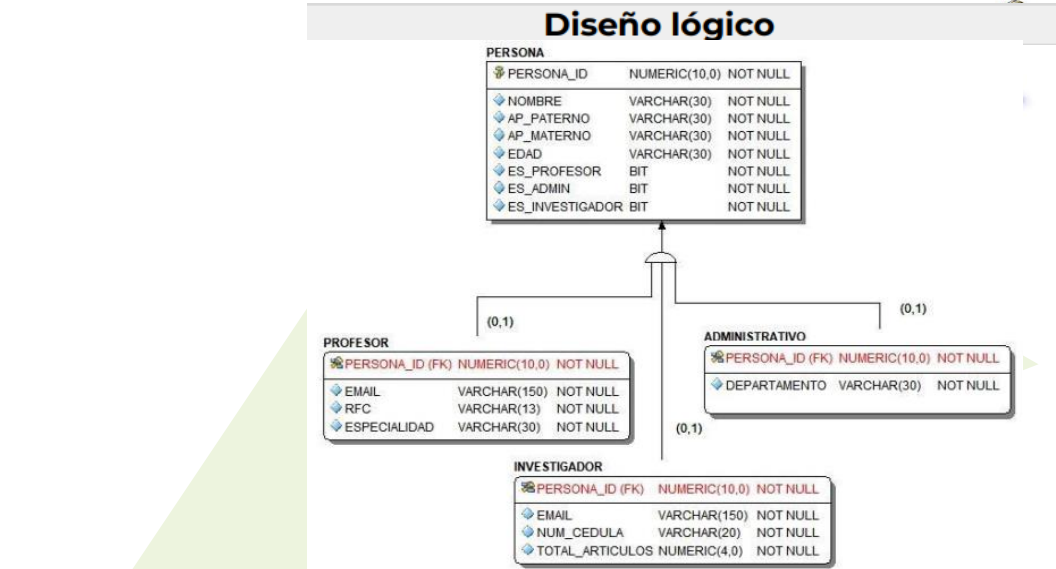 Diseño lógico
PERSONA
PERSONA_ID NUMERIC(10,0) NOT NULL
NOMBRE VARCHAR(30) NOT NULL
AP_PATERNO VARCHAR(30) NOT NULL
AP_MATERNO VARCHAR(30) NOT NULL
EDAD VARCHAR(30) NOT NULL
ES_PROFESOR BIT NOT NULL
ES_ADMIN BIT NOT NULL
ES_INVESTIGADOR BIT NOT NULL
(0,1)
(0,1)
PROFESOR
PERSONA_ID (FK) NUMERIC(10,0) NOT NULL
EMAIL VARCHAR(150) NOT NULL
RFC VARCHAR(13) NOT NULL
ESPECIALIDAD VARCHAR(30) NOT NULL
ADMINISTRATIVO
PERSONA_ID (FK) NUMERIC(10,0) NOT NULL
DEPARTAMENTO VARCHAR(30) NOT NULL
(0,1)
INVESTIGADOR
PERSONA_ID (FK) NUMERIC(10,0) NOT NULL
EMAIL VARCHAR(150) NOT NULL
NUM_CEDULA VARCHAR(20) NOT NULL
TOTAL_ARTICULOS NUMERIC(4,0) NOT NULL